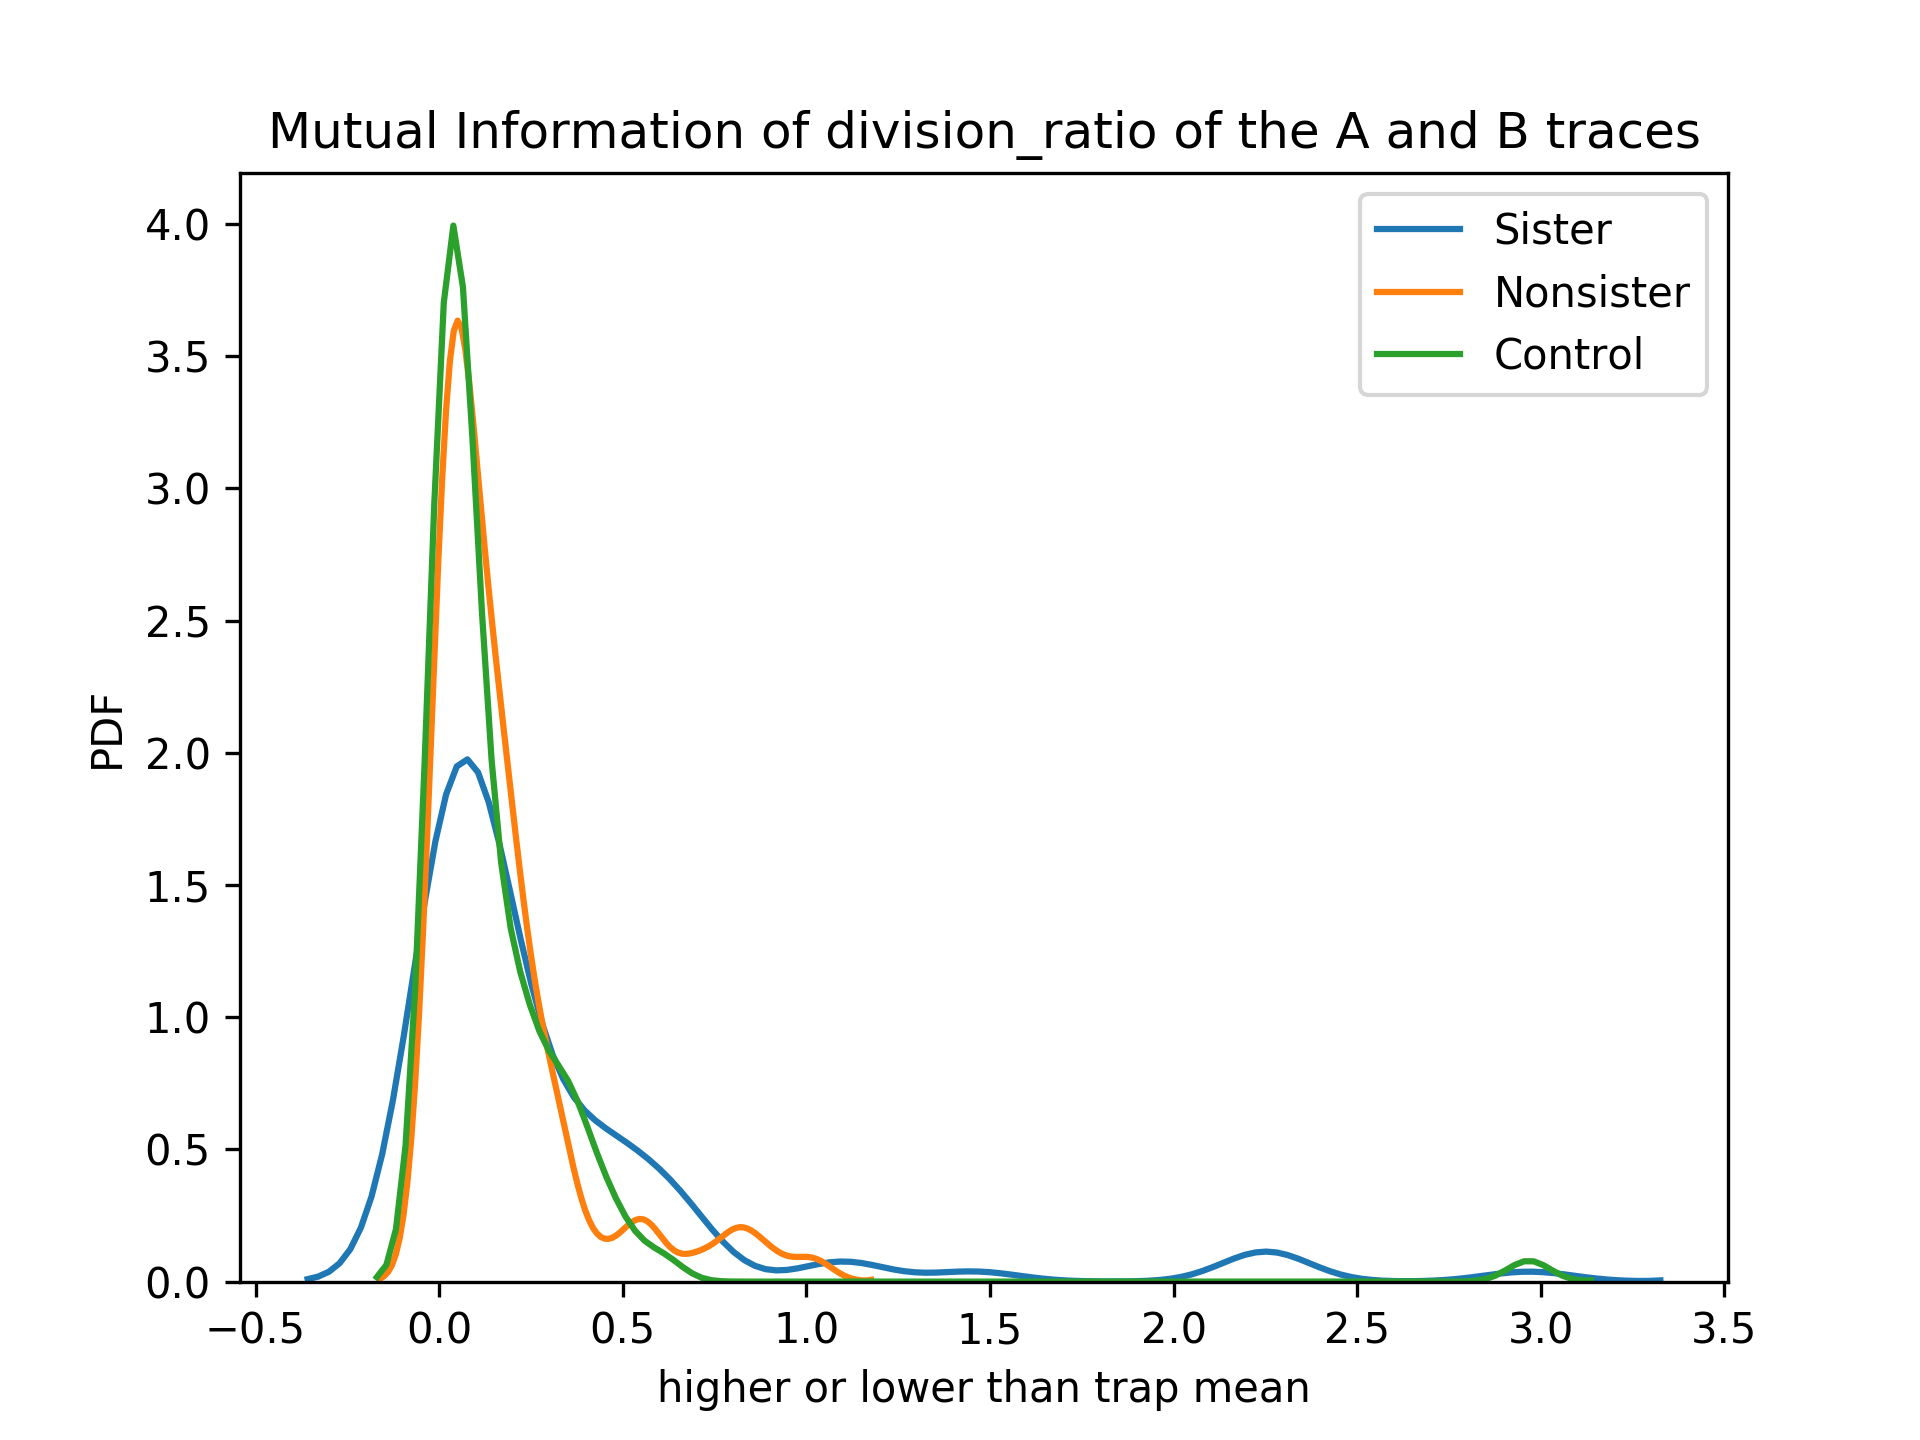 Mutual Information of division_ratio of the A and B traces
Sister
Nonsister
Control
4.0
3.5
3.0
2.5
2.0
1.5
1.0
0.5
0.0
PDF
−0.5 0.0 0.5 1.0 1.5 2.0 2.5 3.0 3.5
higher or lower than trap mean